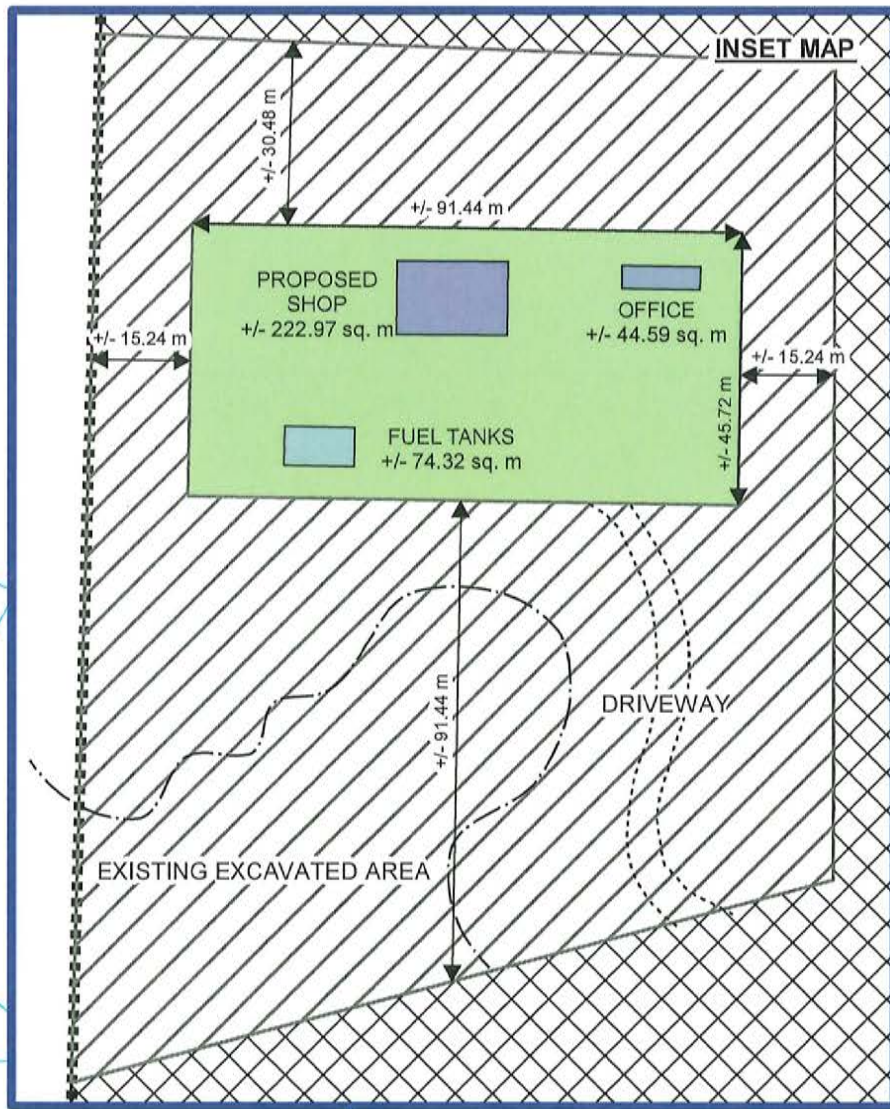 INSET MAP
+/- 30.48 m
+/- 91.44 m
PROPOSED
SHOP
+/- 222.97 sq. m
OFFICE
+/- 44.59 sq. m
+/- 15.24 m
+/- 15.24 m
+/- 45.72 m
FUEL TANKS
+/- 74.32 sq. m
+/- 91.44 m
DRIVEWAY
EXISTING EXCAVATED AREA